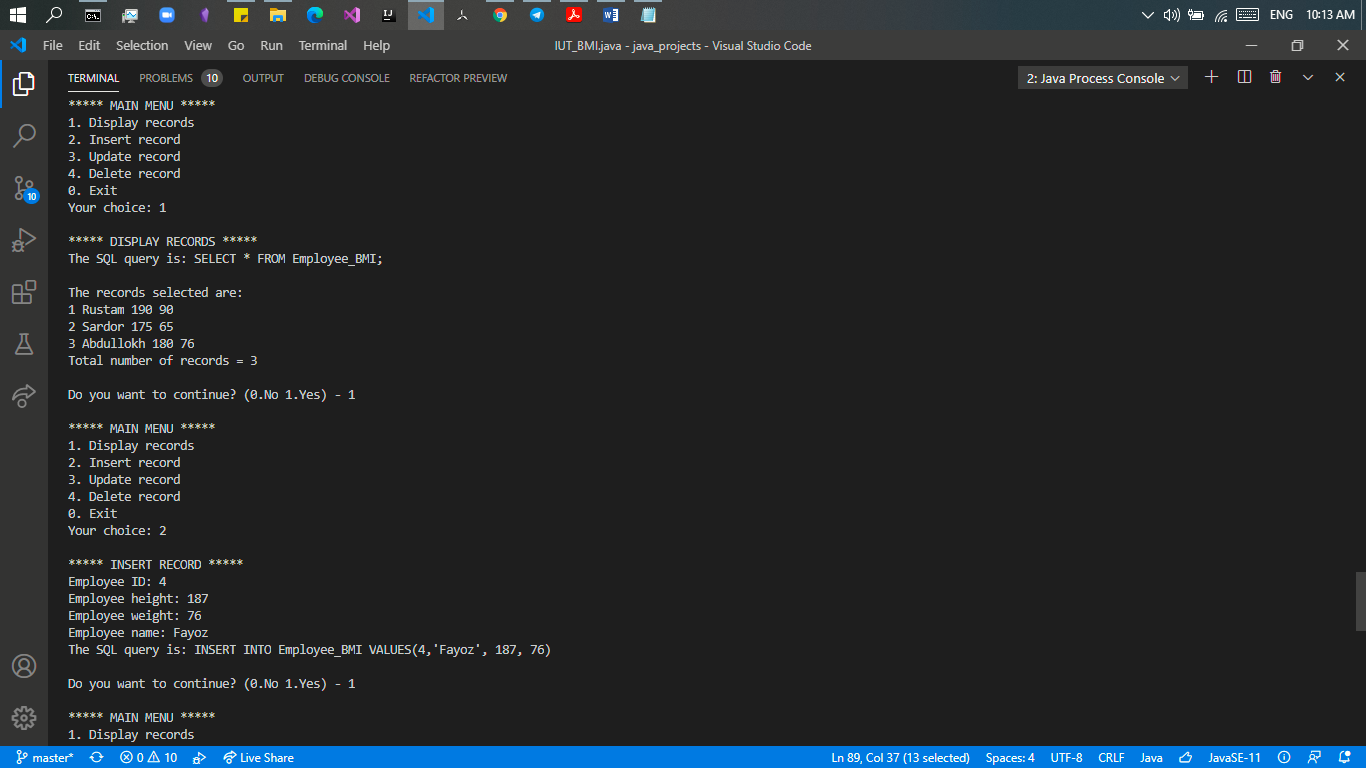 ENG 10:13 AM
File Edit Selection View Go Run Terminal Help IUT_BMI.java - java_projects - Visual Studio Code
TERMINAL PROBLEMS 10 OUTPUT DEBUG CONSOLE REFACTOR PREVIEW 2: Java Process Console
***** MAIN MENU *****
1. Display records
2. Insert record
3. Update record
4. Delete record
0. Exit
Your choice: 1
***** DISPLAY RECORDS *****
The SQL query is: SELECT * FROM Employee_BMI;
The records selected are:
1 Rustam 190 90
2 Sardor 175 65
3 Abdullokh 180 76
Total number of records = 3
Do you want to continue? (0.No 1.Yes) - 1
***** MAIN MENU *****
1. Display records
2. Insert record
3. Update record
4. Delete record
0. Exit
Your choice: 2
***** INSERT RECORD *****
Employee ID: 4
Employee height: 187
Employee weight: 76
Employee name: Fayoz
The SQL query is: INSERT INTO Employee_BMI VALUES(4,'Fayoz', 187, 76)
Do you want to continue? (0.No 1.Yes) - 1
***** MAIN MENU *****
1. Display records
10
master* 0 10 Live Share Ln 89, Col 37 (13 selected) Spaces: 4 UTF-8 CRLF Java JavaSE-11